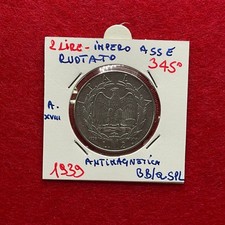 2 LIRE - IMPERO ASSE
RUOTATO 345°
A.
XVIII
1939
ANTIMAGNETICA
BB/QSPL